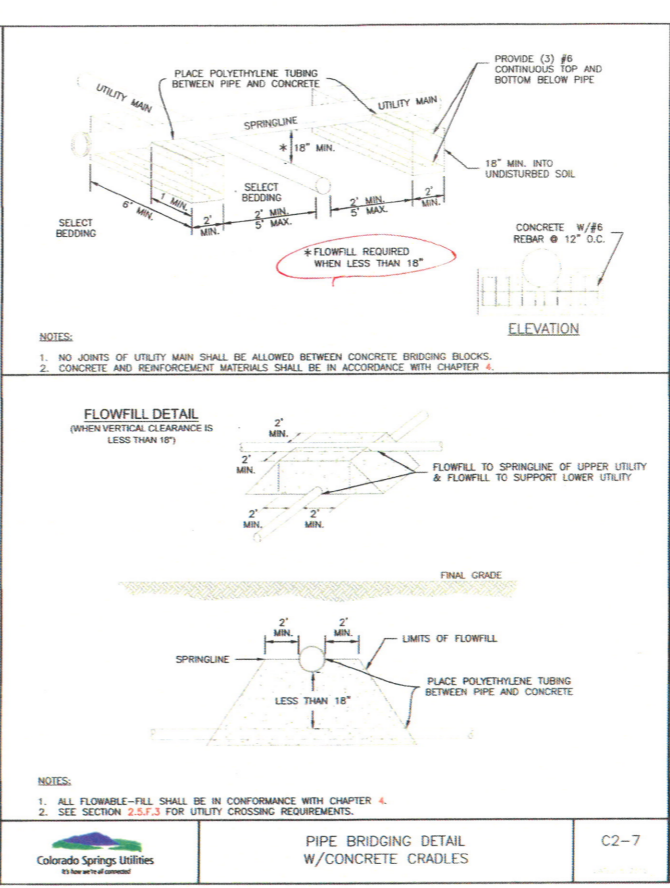 PLACE POLYETHYLENE TUBING
BETWEEN PIPE AND CONCRETE
PROVIDE (3) #6
CONTINUOUS TOP AND
BOTTOM BELOW PIPE
UTILITY MAIN
UTILITY MAIN
SPRINGLINE
* 18" MIN.
18" MIN. INTO
UNDISTURBED SOIL
SELECT
BEDDING
6" MIN.
1 MIN.
2'
MIN.
2' MIN.
5' MAX.
2' MIN.
5' MAX.
2'
MIN.
SELECT
BEDDING
* FLOWFILL REQUIRED
WHEN LESS THAN 18"
CONCRETE W/#6
REBAR @ 12" O.C.
ELEVATION
NOTES:
1. NO JOINTS OF UTILITY MAIN SHALL BE ALLOWED BETWEEN CONCRETE BRIDGING BLOCKS.
2. CONCRETE AND REINFORCEMENT MATERIALS SHALL BE IN ACCORDANCE WITH CHAPTER 4.
FLOWFILL DETAIL
(WHEN VERTICAL CLEARANCE IS
LESS THAN 18")
2'
MIN.
2'
MIN.
FLOWFILL TO SPRINGLINE OF UPPER UTILITY
& FLOWFILL TO SUPPORT LOWER UTILITY
2'
MIN.
2'
MIN.
FINAL GRADE
2'
MIN.
2'
MIN.
LIMITS OF FLOWFILL
SPRINGLINE
PLACE POLYETHYLENE TUBING
BETWEEN PIPE AND CONCRETE
LESS THAN 18"
NOTES:
1. ALL FLOWABLE-FILL SHALL BE IN CONFORMANCE WITH CHAPTER 4.
2. SEE SECTION 2.5.F.3 FOR UTILITY CROSSING REQUIREMENTS.
Colorado Springs Utilities
It's how we're all connected
PIPE BRIDGING DETAIL
W/CONCRETE CRADLES
C2-7